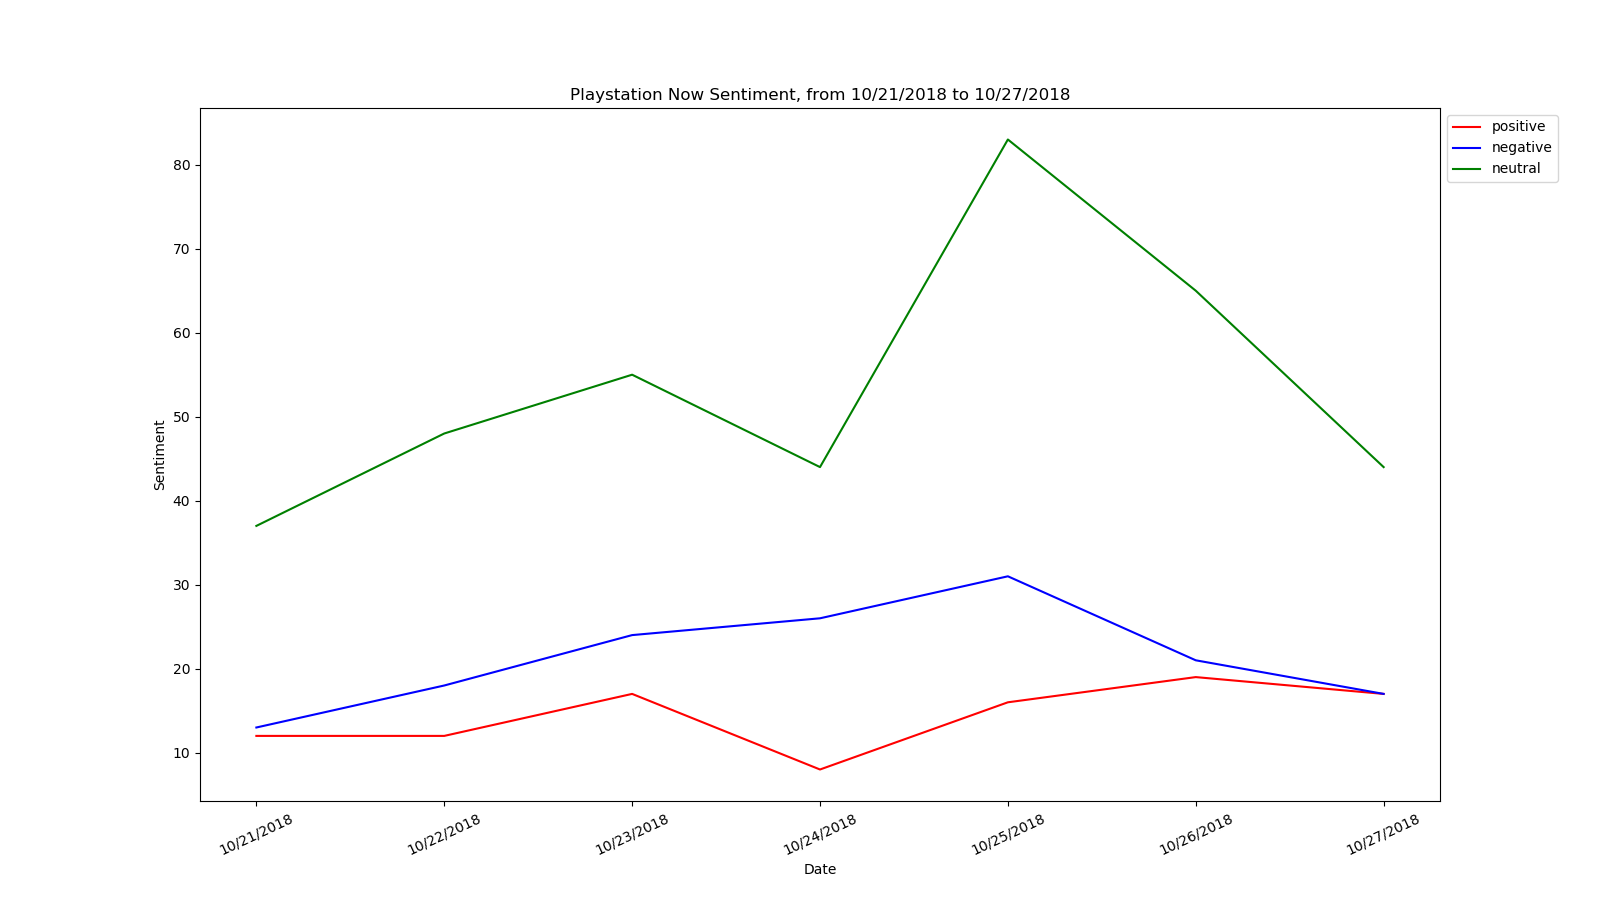 Playstation Now Sentiment, from 10/21/2018 to 10/27/2018
positive
negative
neutral
Sentiment
80
70
60
50
40
30
20
10
10/21/2018
10/22/2018
10/23/2018
10/24/2018
10/25/2018
10/26/2018
10/27/2018
Date